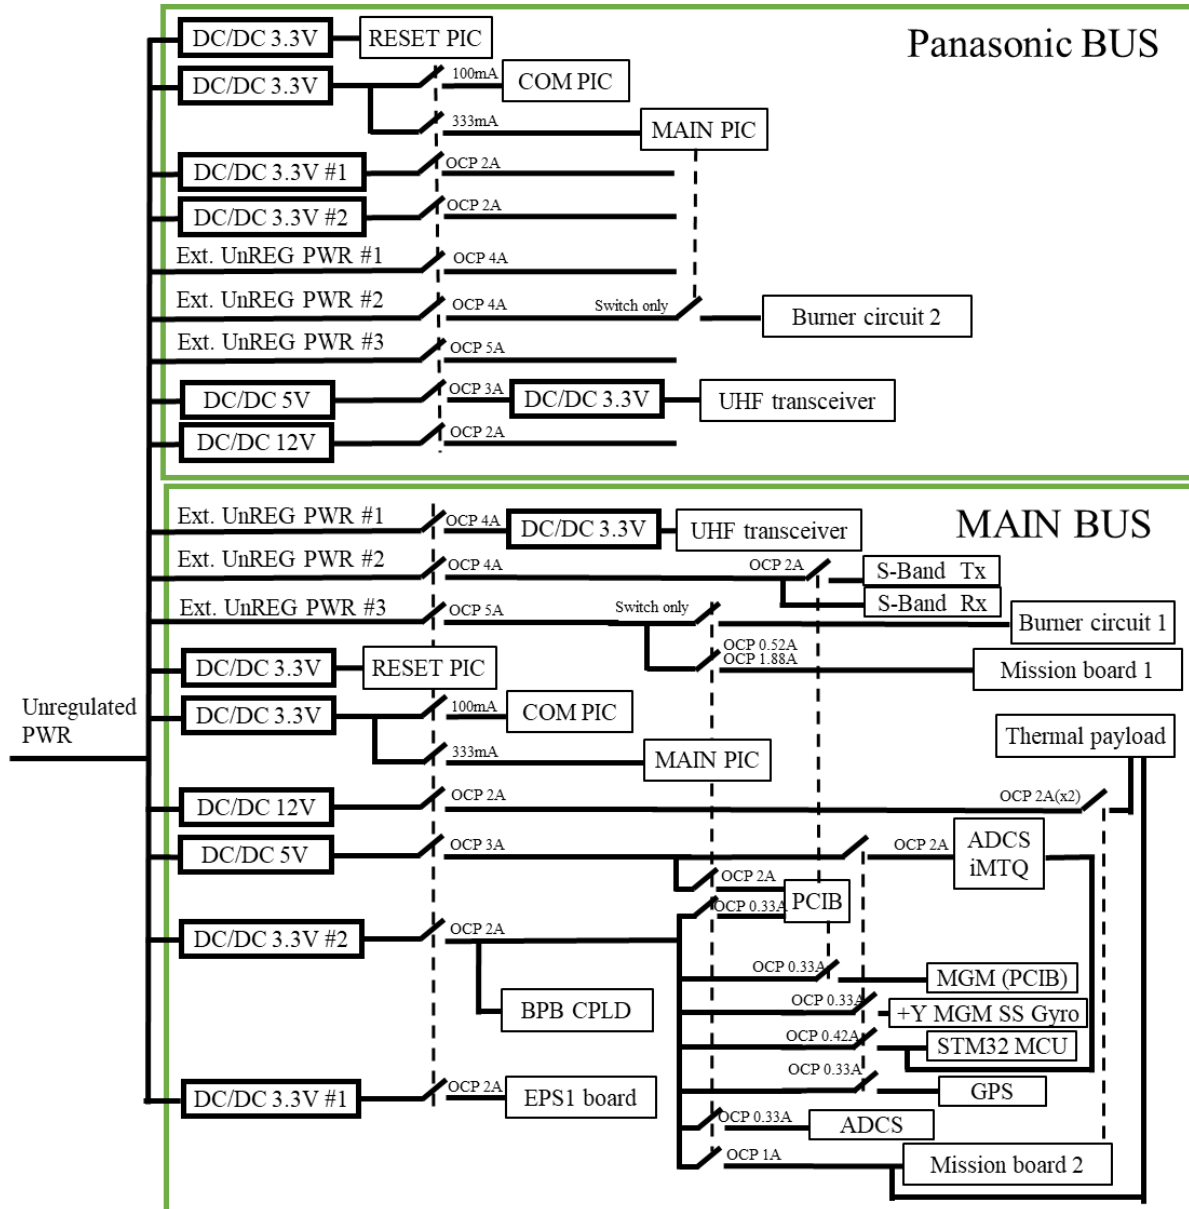 Panasonic BUS
DC/DC 3.3V
RESET PIC
DC/DC 3.3V
100mA
COM PIC
333mA
MAIN PIC
DC/DC 3.3V #1
OCP 2A
DC/DC 3.3V #2
OCP 2A
Ext. UnREG PWR #1
OCP 4A
Ext. UnREG PWR #2
OCP 4A
Switch only
Burner circuit 2
Ext. UnREG PWR #3
OCP 5A
DC/DC 5V
OCP 3A
DC/DC 3.3V
UHF transceiver
DC/DC 12V
OCP 2A
MAIN BUS
Ext. UnREG PWR #1
OCP 4A
DC/DC 3.3V
UHF transceiver
Ext. UnREG PWR #2
OCP 4A
OCP 2A
S-Band Tx
S-Band Rx
Ext. UnREG PWR #3
OCP 5A
Switch only
Burner circuit 1
OCP 0.52A
OCP 1.88A
Mission board 1
DC/DC 3.3V
RESET PIC
Unregulated
PWR
DC/DC 3.3V
100mA
COM PIC
333mA
MAIN PIC
Thermal payload
DC/DC 12V
OCP 2A
OCP 2A(x2)
DC/DC 5V
OCP 3A
OCP 2A
ADCS
iMTQ
OCP 2A
PCIB
OCP 0.33A
DC/DC 3.3V #2
OCP 2A
BPB CPLD
OCP 0.33A
MGM (PCIB)
OCP 0.33A
+Y MGM SS Gyro
OCP 0.42A
STM32 MCU
OCP 0.33A
GPS
DC/DC 3.3V #1
OCP 2A
EPS1 board
OCP 0.33A
ADCS
OCP 1A
Mission board 2